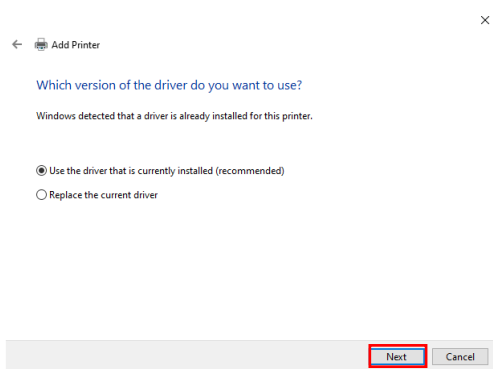 Add Printer
Which version of the driver do you want to use?
Windows detected that a driver is already installed for this printer.
Use the driver that is currently installed (recommended)
Replace the current driver
Next Cancel